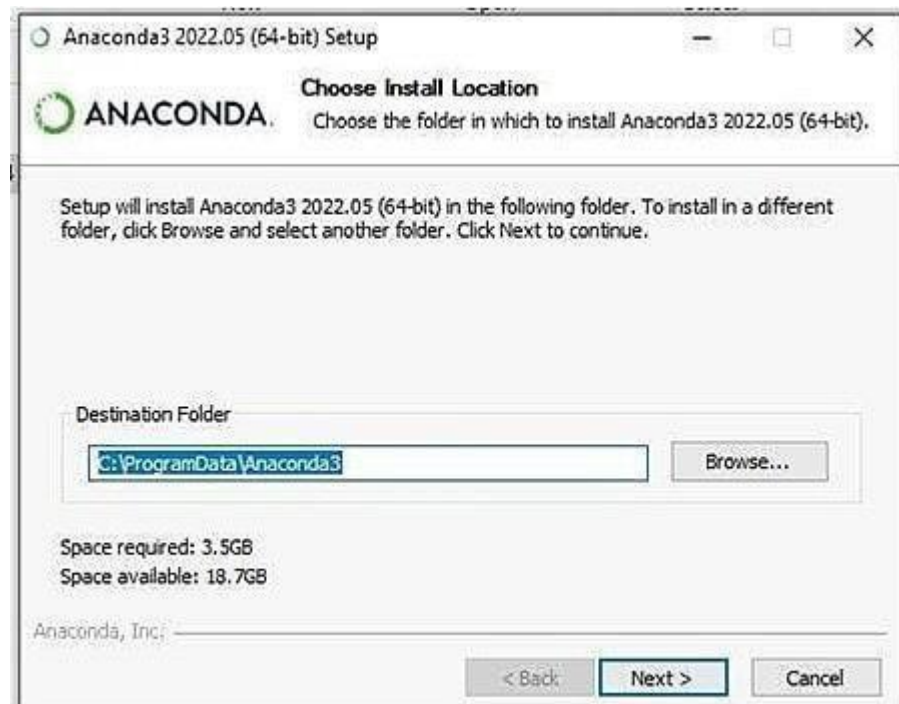 Anaconda3 2022.05 (64-bit) Setup
ANACONDA.
Choose Install Location
Choose the folder in which to install Anaconda3 2022.05 (64-bit).
Setup will install Anaconda3 2022.05 (64-bit) in the following folder. To install in a different
folder, click Browse and select another folder. Click Next to continue.
Destination Folder
C:\ProgramData\Anaconda3
Browse...
Space required: 3.5GB
Space available: 18.7GB
Anaconda, Inc.
< Back
Next >
Cancel